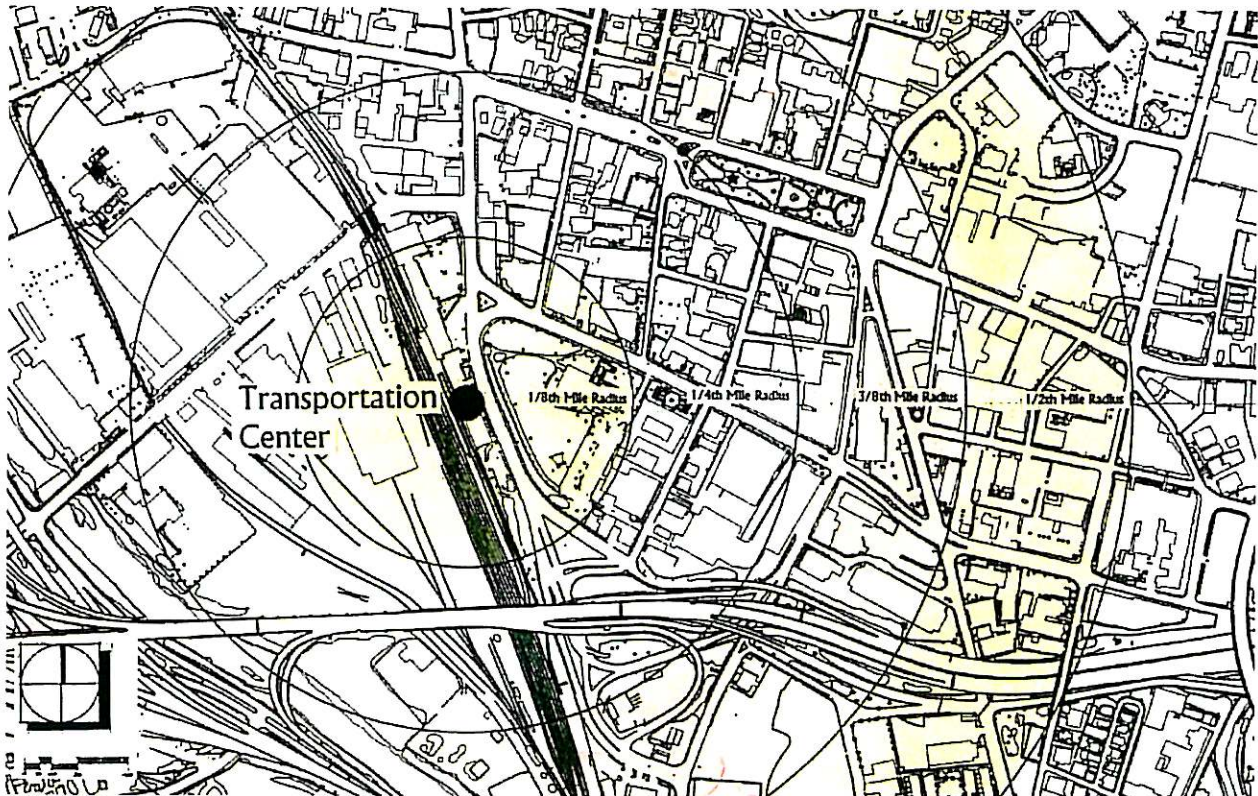 Transportation
Center
1/8th Mile Radius
1/4th Mile Radius
3/8th Mile Radius
1/2th Mile Radius